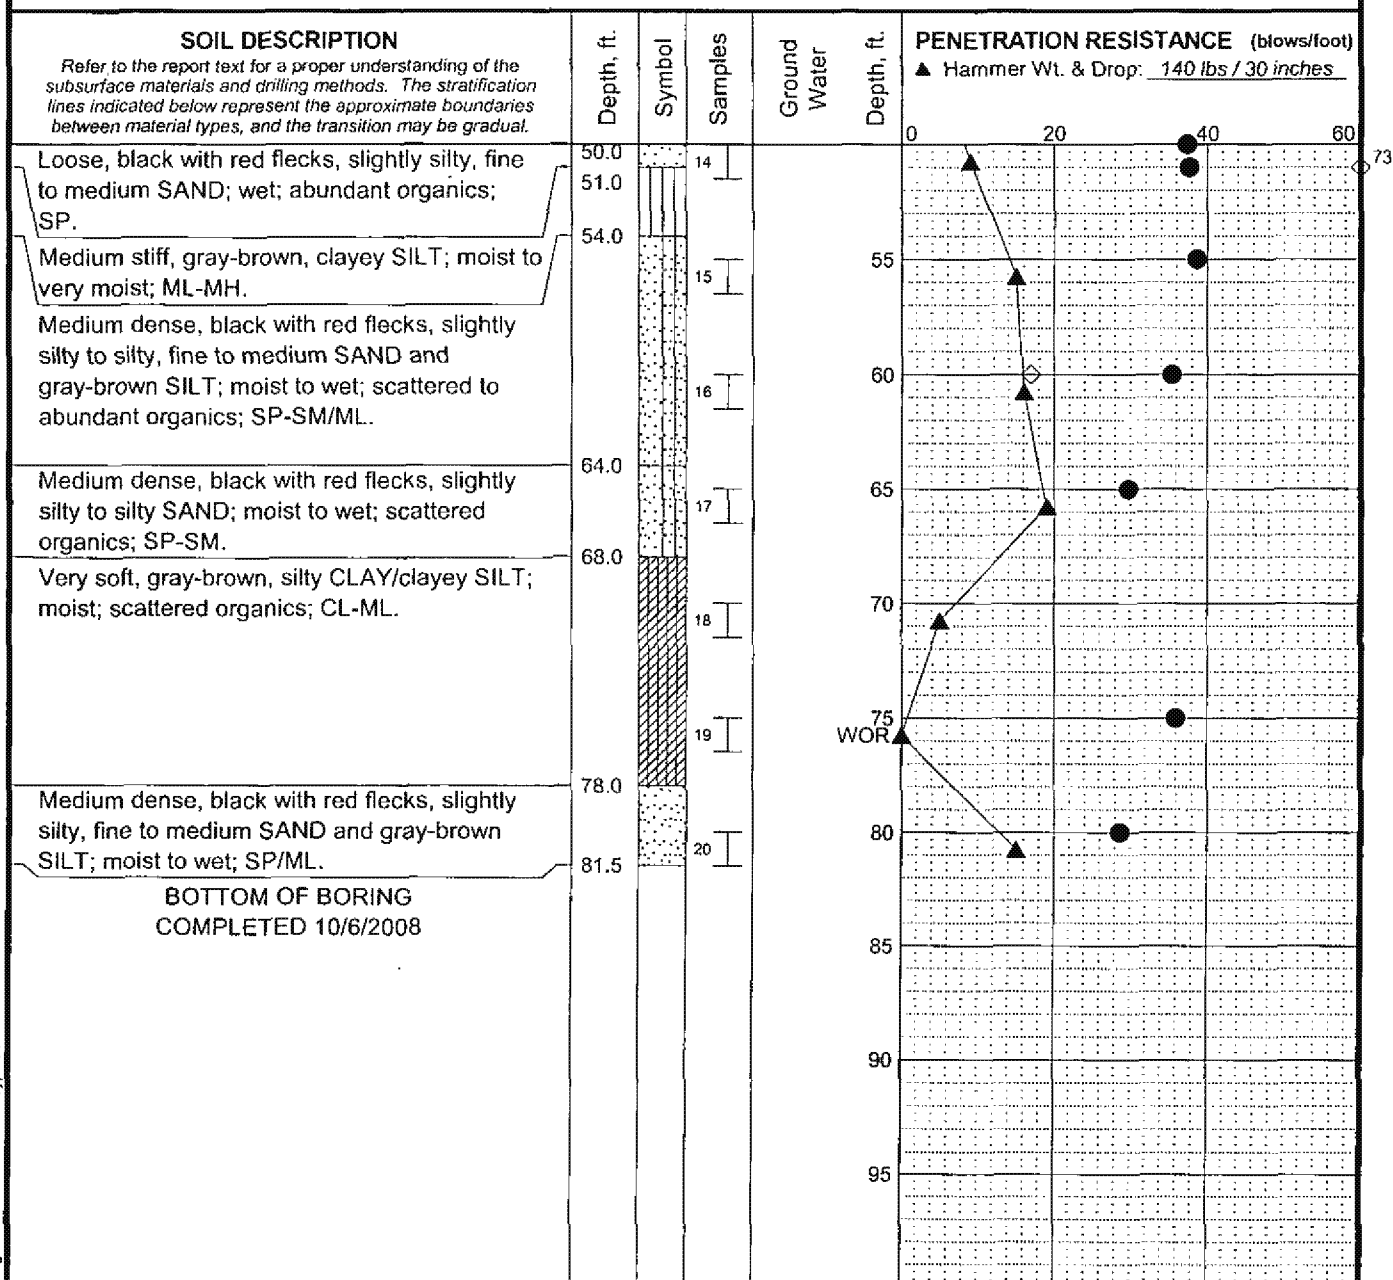 SOIL DESCRIPTION
Refer to the report text for a proper understanding of the
subsurface materials and drilling methods. The stratification
lines indicated below represent the approximate boundaries
between material types, and the transition may be gradual.
Depth, ft.
Symbol
Samples
Ground
Water
Depth, ft.
PENETRATION RESISTANCE (blows/foot)
▲ Hammer Wt. & Drop: 140 lbs / 30 inches
0 20 40 60
73
Loose, black with red flecks, slightly silty, fine
to medium SAND; wet; abundant organics;
SP.
Medium stiff, gray-brown, clayey SILT; moist to
very moist; ML-MH.
Medium dense, black with red flecks, slightly
silty to silty, fine to medium SAND and
gray-brown SILT; moist to wet; scattered to
abundant organics; SP-SM/ML.
Medium dense, black with red flecks, slightly
silty to silty SAND; moist to wet; scattered
organics; SP-SM.
Very soft, gray-brown, silty CLAY/clayey SILT;
moist; scattered organics; CL-ML.
Medium dense, black with red flecks, slightly
silty, fine to medium SAND and gray-brown
SILT; moist to wet; SP/ML.
BOTTOM OF BORING
COMPLETED 10/6/2008
50.0
51.0
54.0
64.0
68.0
78.0
81.5
14
15
16
17
18
19
20
55
60
65
70
75
WOR
80
85
90
95